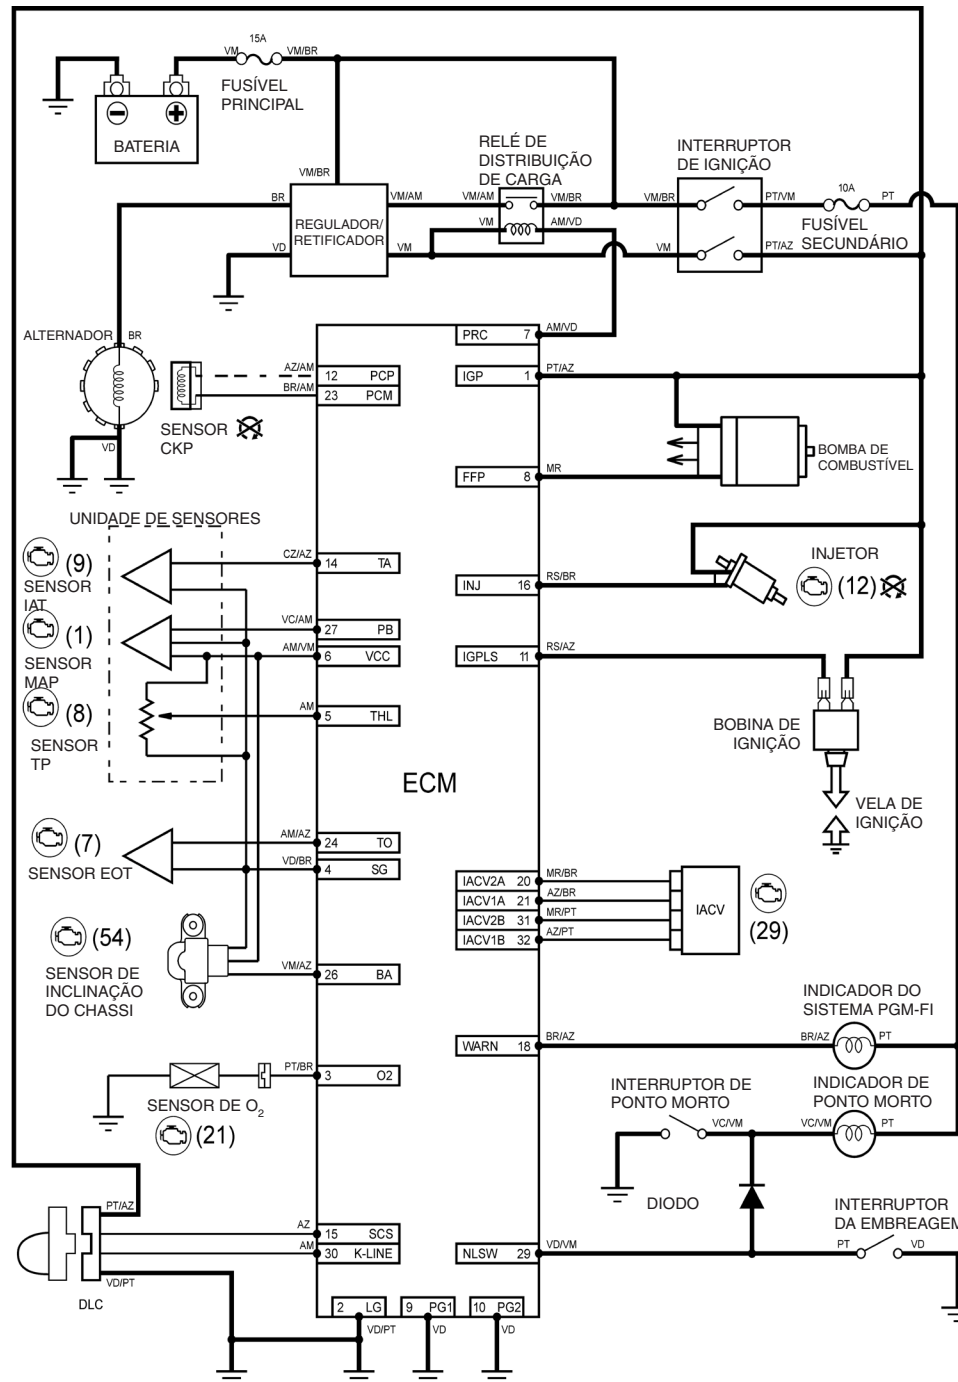 15A
VM
VM/BR
FUSÍVEL
PRINCIPAL
BATERIA
RELÉ DE
DISTRIBUIÇÃO
DE CARGA
INTERRUPTOR
DE IGNIÇÃO
VM/BR
BR
VM/AM
VM/AM
VM/BR
VM/BR
PT/VM
10A
PT
REGULADOR/
RETIFICADOR
VM
AM/VD
FUSÍVEL
SECUNDÁRIO
VD
VM
VM
PT/AZ
ALTERNADOR
BR
VD
AZ/AM
12 PCP
BR/AM
23 PCM
SENSOR
CKP
PRC 7
AM/VD
IGP 1
PT/AZ
FFP 8
MR
BOMBA DE
COMBUSTÍVEL
UNIDADE DE SENSORES
(9)
SENSOR
IAT
CZ/AZ
14 TA
(1)
SENSOR
MAP
VC/AM
27 PB
AM/VM
6 VCC
(8)
SENSOR
TP
AM
5 THL
INJ 16
RS/BR
INJETOR
(12)
IGPLS 11
RS/AZ
BOBINA DE
IGNIÇÃO
VELA DE
IGNIÇÃO
ECM
(7)
SENSOR EOT
AM/AZ
24 TO
VD/BR
4 SG
IACV2A 20
MR/BR
IACV1A 21
AZ/BR
IACV2B 31
MR/PT
IACV1B 32
AZ/PT
IACV
(29)
(54)
SENSOR DE
INCLINAÇÃO
DO CHASSI
VM/AZ
26 BA
INDICADOR DO
SISTEMA PGM-FI
WARN 18
BR/AZ
BR/AZ
PT
PT/BR
3 O2
SENSOR DE O2
(21)
INTERRUPTOR DE
PONTO MORTO
INDICADOR DE
PONTO MORTO
VC/VM
VC/VM
PT
DIODO
INTERRUPTOR
DA EMBREAGEM
PT
VD
PT/AZ
AZ
15 SCS
AM
30 K-LINE
VD/PT
DLC
NLSW 29
VD/VM
2 LG
9 PG1
10 PG2
VD/PT
VD
VD